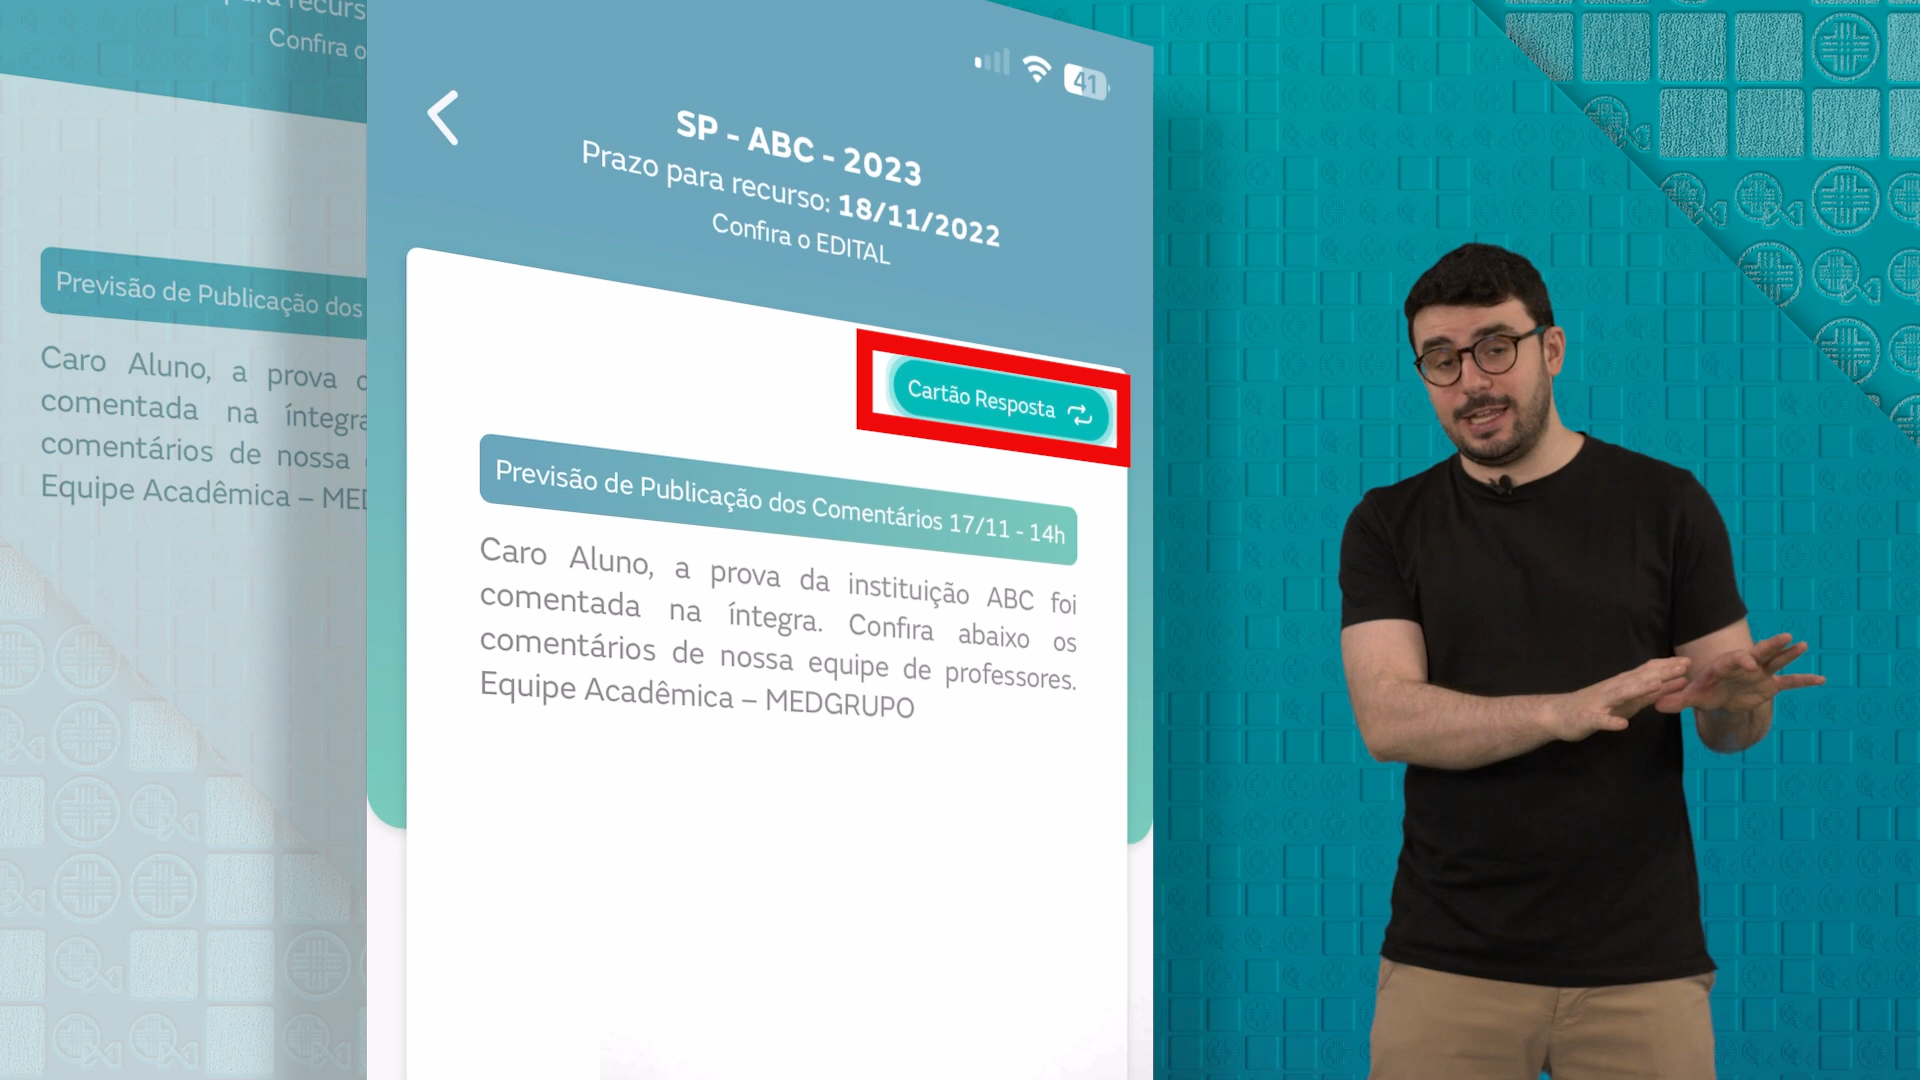 Confira o
Previsão de Publicação dos
Caro Aluno, a prova
comentada na íntegra
comentários de nossa
Equipe Acadêmica – MED
41
SP - ABC - 2023
Prazo para recurso: 18/11/2022
Confira o EDITAL
Cartão Resposta
Previsão de Publicação dos Comentários 17/11 - 14h
Caro Aluno, a prova da instituição ABC foi
comentada na íntegra. Confira abaixo os
comentários de nossa equipe de professores.
Equipe Acadêmica – MEDGRUPO